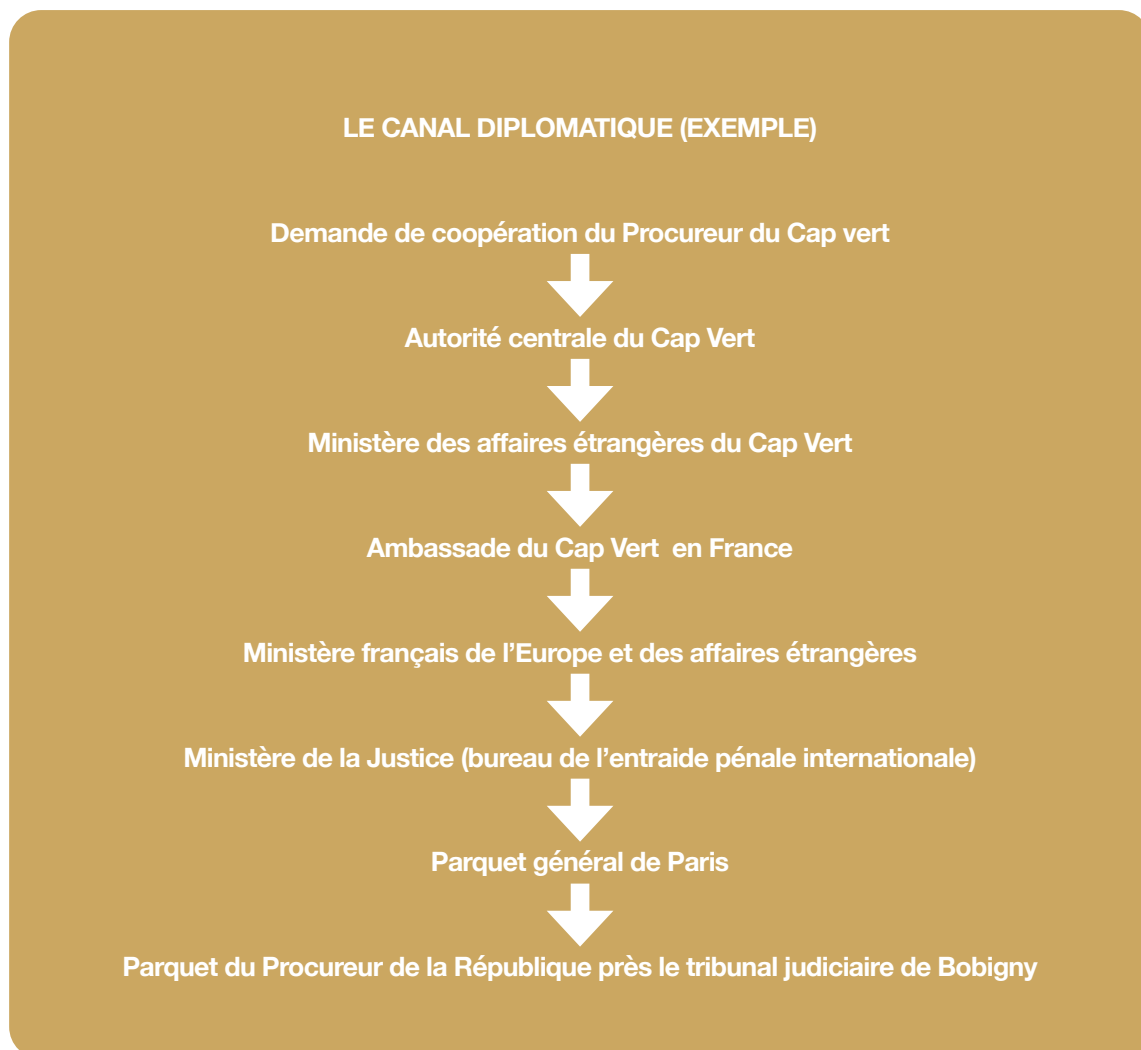 LE CANAL DIPLOMATIQUE (EXEMPLE)
Demande de coopération du Procureur du Cap vert
Autorité centrale du Cap Vert
Ministère des affaires étrangères du Cap Vert
Ambassade du Cap Vert  en France
Ministère français de l’Europe et des affaires étrangères
Ministère de la Justice (bureau de l’entraide pénale internationale)
Parquet général de Paris
Parquet du Procureur de la République près le tribunal judiciaire de Bobigny